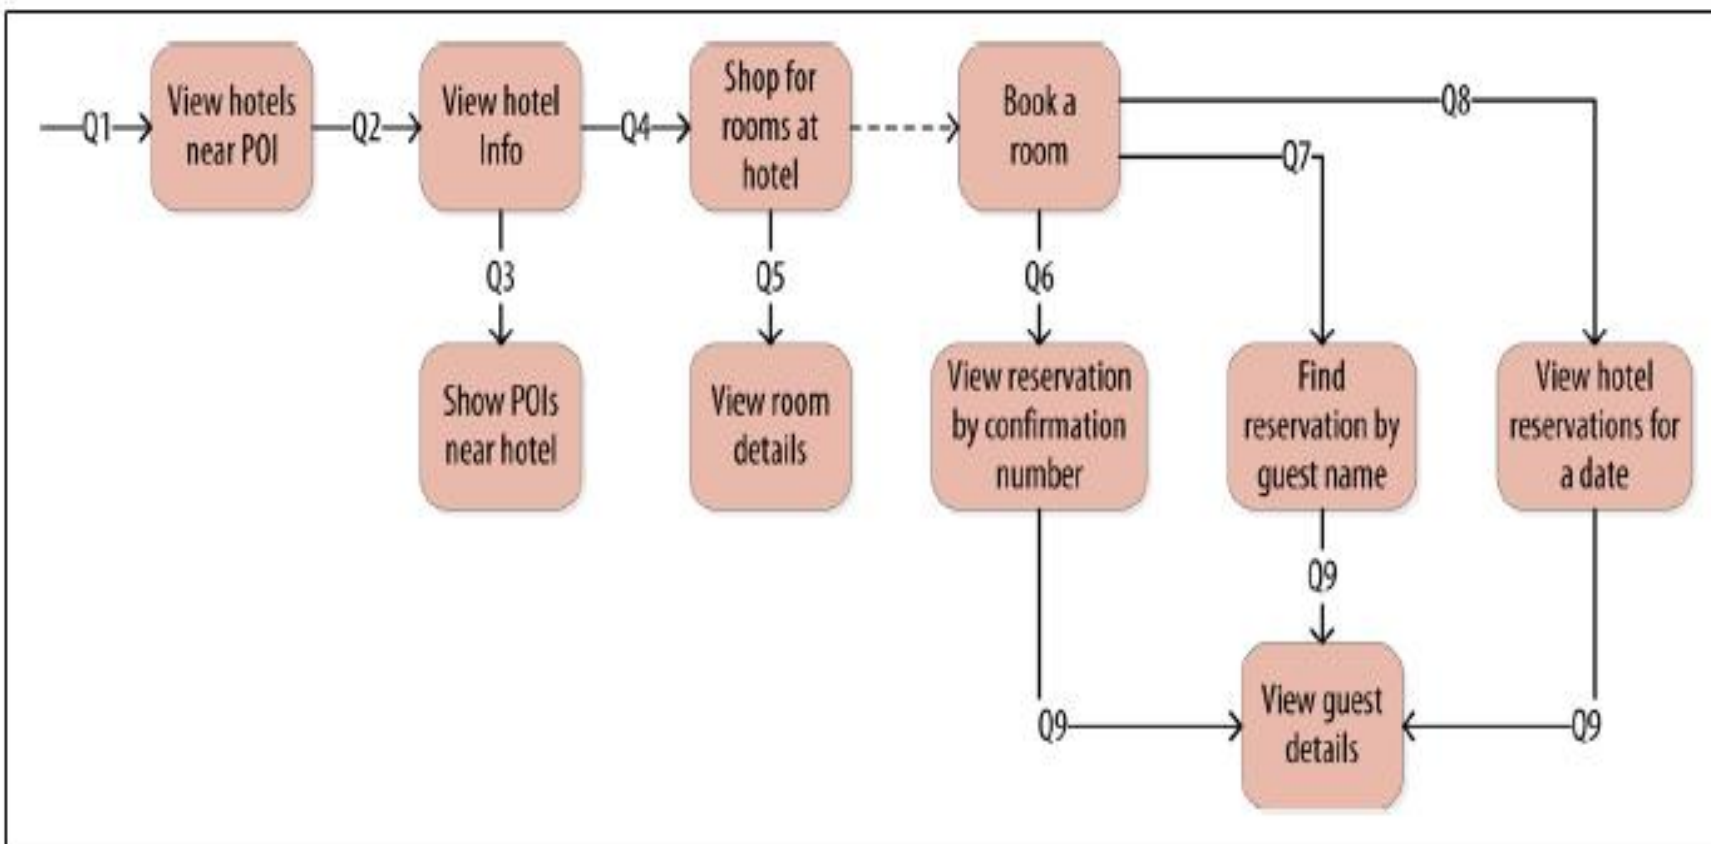 Q1
View hotels
near POI
Q2
View hotel
Info
Q4
Shop for
rooms at
hotel
Book a
room
Q8
Q7
Q3
Q5
Q6
Show POIs
near hotel
View room
details
View reservation
by confirmation
number
Find
reservation by
guest name
View hotel
reservations for
a date
Q9
Q9
View guest
details
Q9